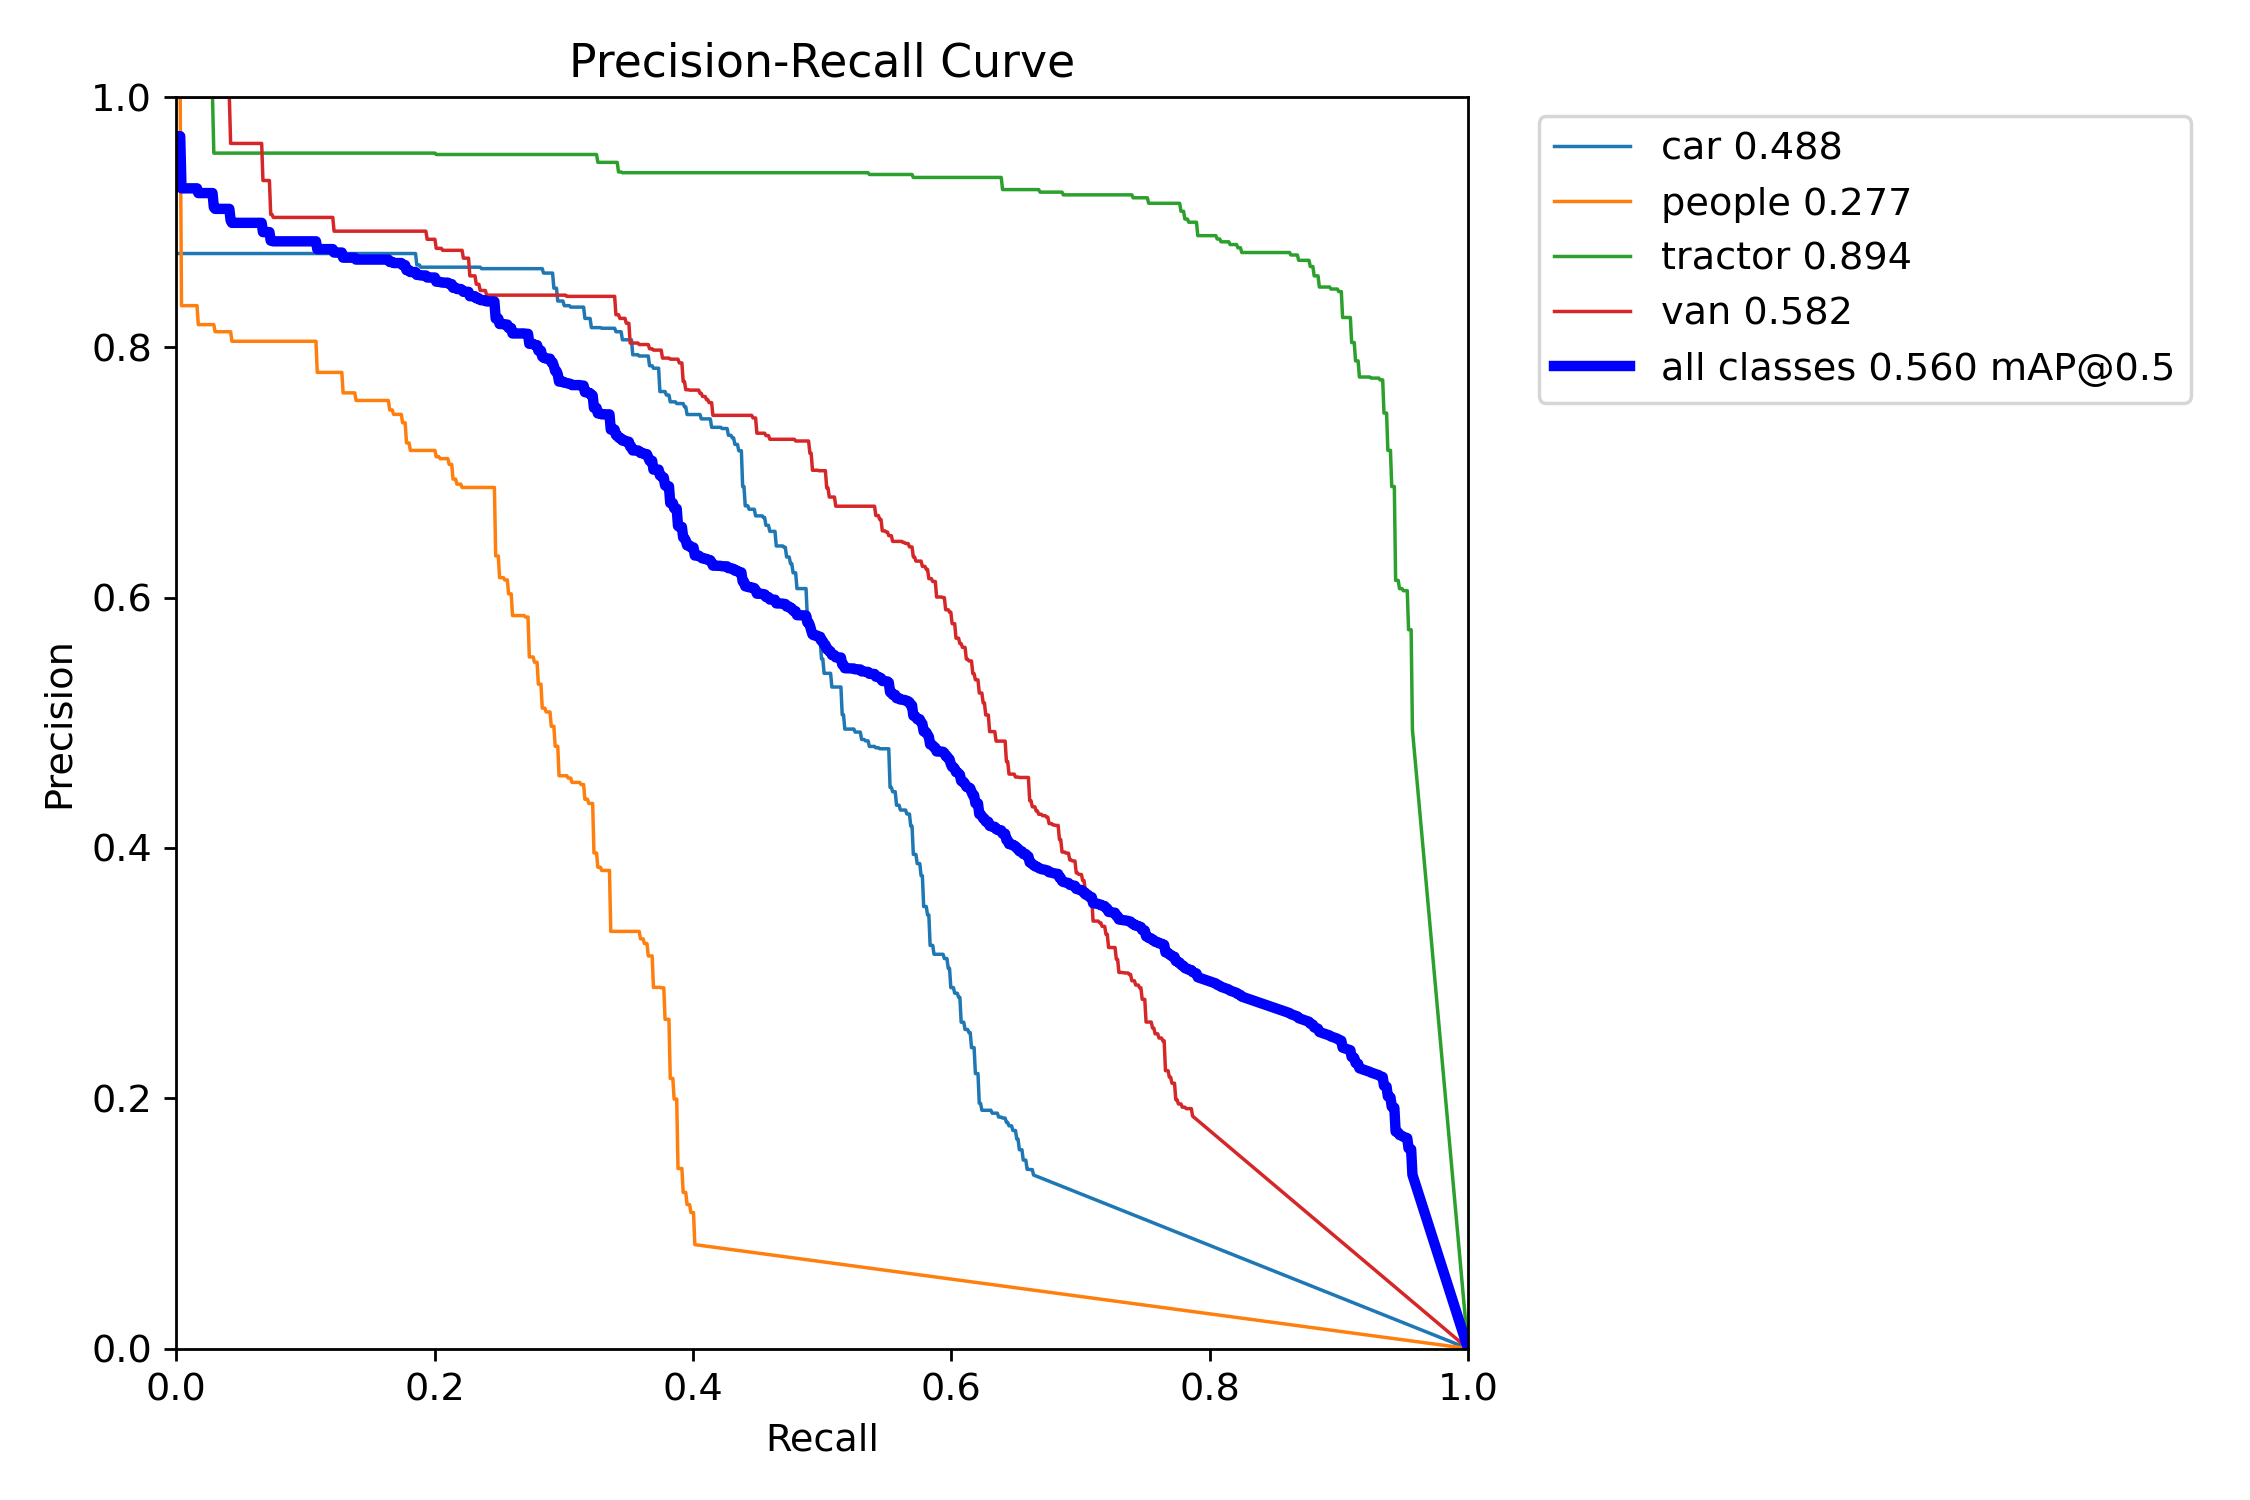 Precision-Recall Curve
1.0
0.8
0.6
0.4
0.2
0.0
Precision
0.0 0.2 0.4 0.6 0.8 1.0
Recall
car 0.488
people 0.277
tractor 0.894
van 0.582
all classes 0.560 mAP@0.5